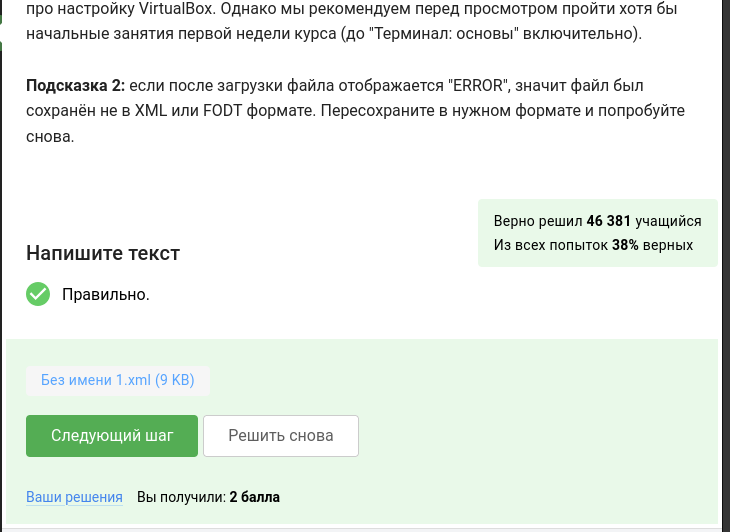 про настройку VirtualBox. Однако мы рекомендуем перед просмотром пройти хотя бы
начальные занятия первой недели курса (до "Терминал: основы" включительно).
Подсказка 2: если после загрузки файла отображается "ERROR", значит файл был
сохранён не в XML или FODT формате. Пересохраните в нужном формате и попробуйте
снова.
Верно решил 46 381 учащийся
Из всех попыток 38% верных
Напишите текст
Правильно.
Без имени 1.xml (9 KB)
Следующий шаг
Решить снова
Ваши решения Вы получили: 2 балла